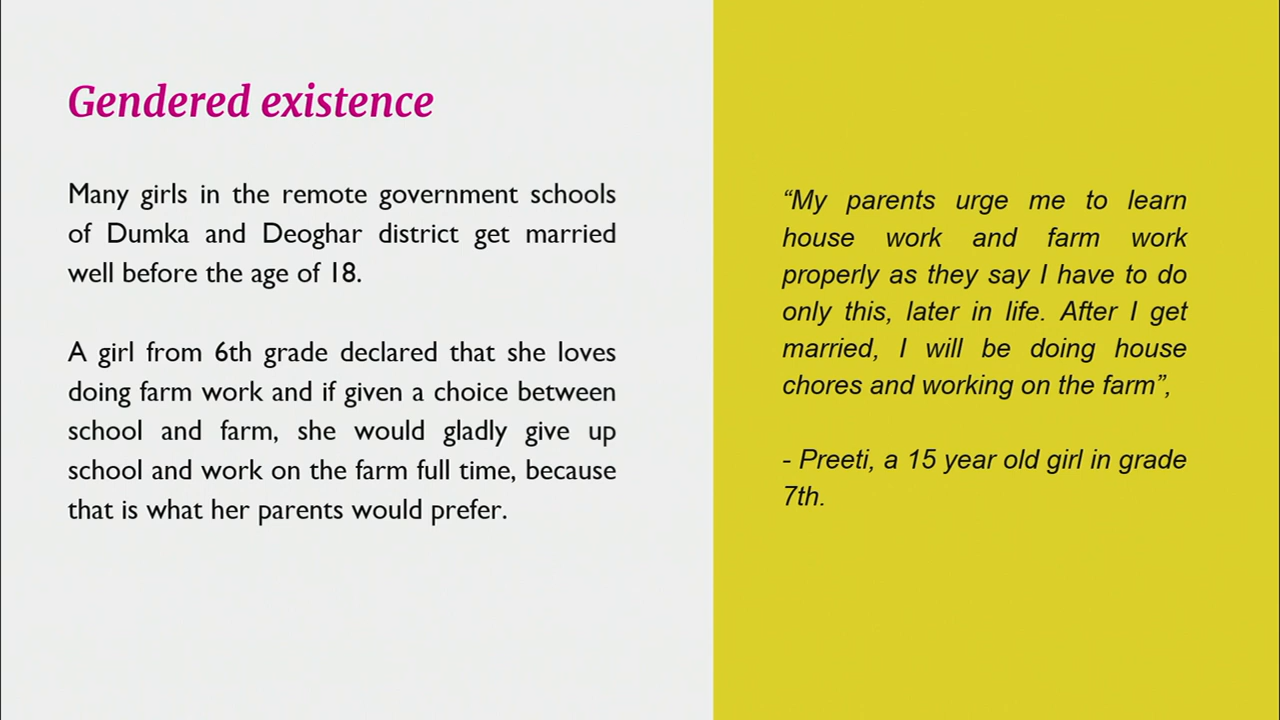 Gendered existence
Many girls in the remote government schools
of Dumka and Deoghar district get married
well before the age of 18.
A girl from 6th grade declared that she loves
doing farm work and if given a choice between
school and farm, she would gladly give up
school and work on the farm full time, because
that is what her parents would prefer.
“My parents urge me to learn
house work and farm work
properly as they say I have to do
only this, later in life. After I get
married, I will be doing house
chores and working on the farm”,
- Preeti, a 15 year old girl in grade
7th.